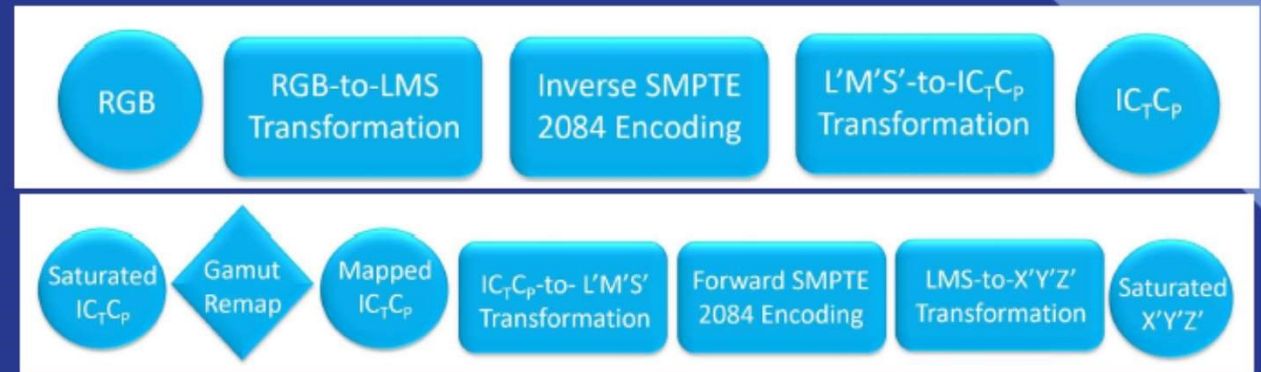 RGB
RGB-to-LMS
Transformation
Inverse SMPTE
2084 Encoding
L'M'S'-to-ICTCP
Transformation
ICTCP
Saturated
ICTCP
Gamut
Remap
Mapped
ICTCP
ICTCP-to- L'M'S'
Transformation
Forward SMPTE
2084 Encoding
LMS-to-X'Y'Z'
Transformation
Saturated
X'Y'Z'